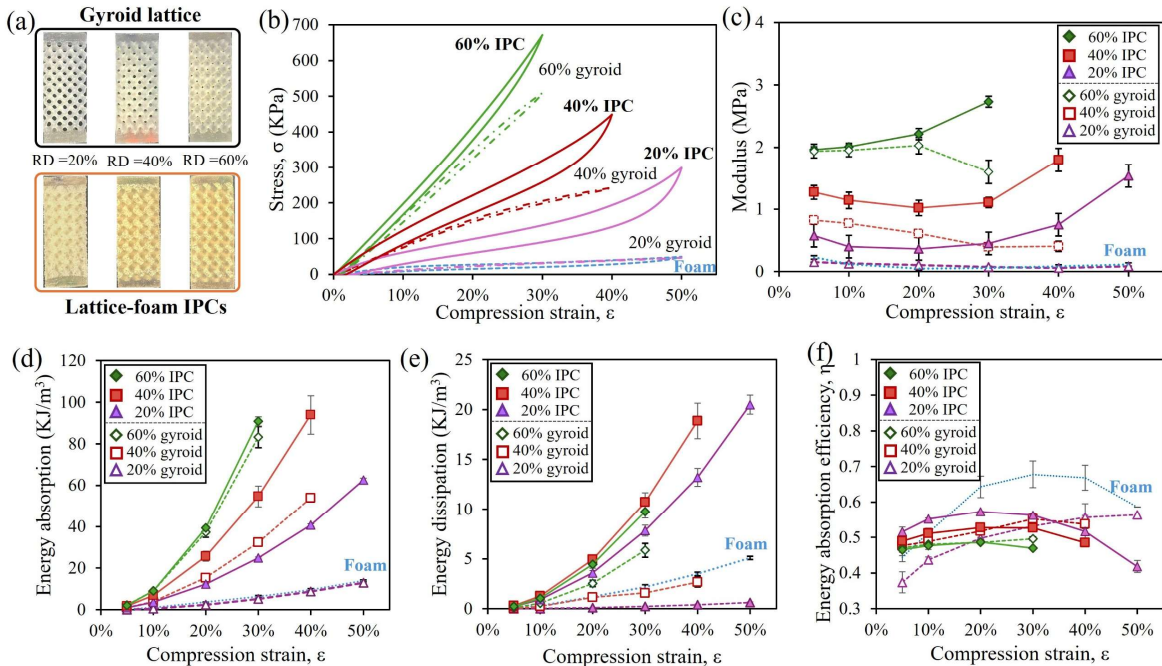 (a)
Gyroid lattice
RD =20% RD =40% RD =60%
Lattice-foam IPCs
(b)
Stress, σ (KPa)
700
600
500
400
300
200
100
0
60% IPC
60% gyroid
40% IPC
40% gyroid
20% IPC
20% gyroid
Foam
0% 10% 20% 30% 40% 50%
Compression strain, ε
(c)
Modulus (MPa)
4
3
2
1
0
60% IPC
40% IPC
20% IPC
60% gyroid
40% gyroid
20% gyroid
Foam
0% 10% 20% 30% 40% 50%
Compression strain, ε
(d)
Energy absorption (KJ/m³)
120
100
80
60
40
20
0
60% IPC
40% IPC
20% IPC
60% gyroid
40% gyroid
20% gyroid
Foam
0% 10% 20% 30% 40% 50%
Compression strain, ε
(e)
Energy dissipation (KJ/m³)
25
20
15
10
5
0
60% IPC
40% IPC
20% IPC
60% gyroid
40% gyroid
20% gyroid
Foam
0% 10% 20% 30% 40% 50%
Compression strain, ε
(f)
Energy absorption efficiency, η
1
0.9
0.8
0.7
0.6
0.5
0.4
0.3
60% IPC
40% IPC
20% IPC
60% gyroid
40% gyroid
20% gyroid
Foam
0% 10% 20% 30% 40% 50%
Compression strain, ε